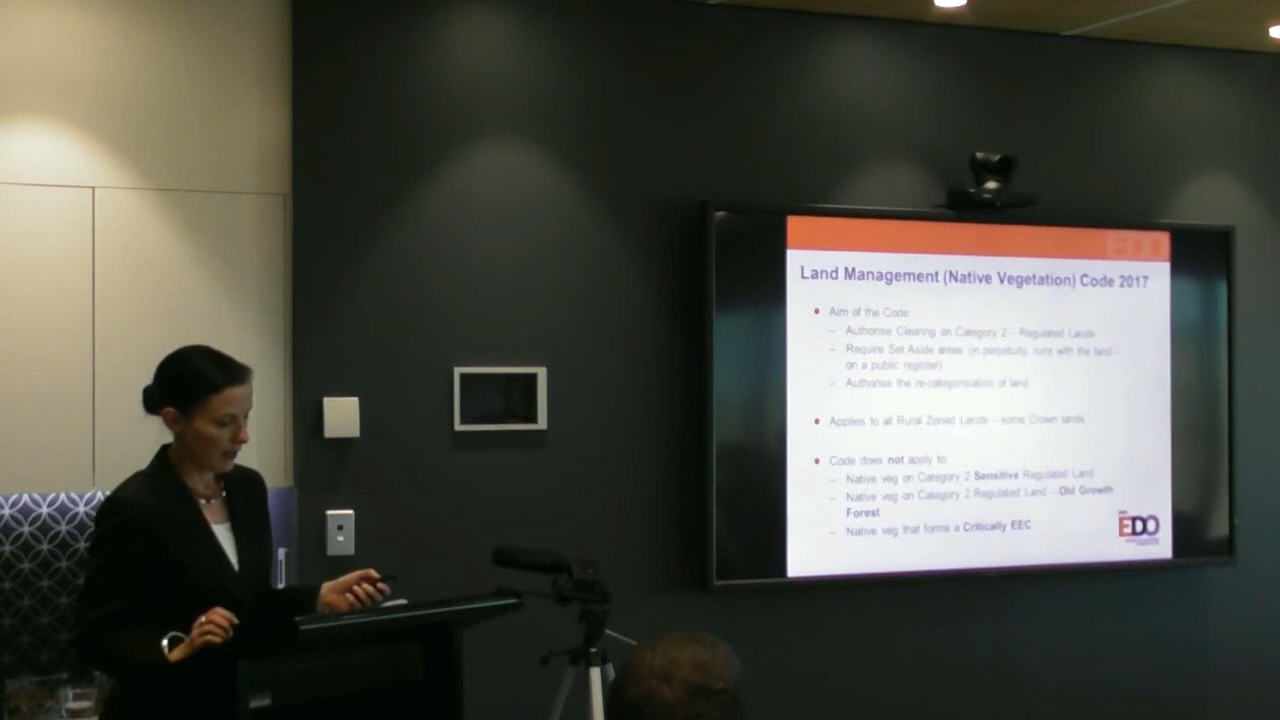 EDO
Land Management (Native Vegetation) Code 2017
• Aim of the Code:
– Authorise Clearing on Category 2 – Regulated Lands
– Require Set Aside areas (in perpetuity, runs with the land –
on a public register)
– Authorise the re-categorisation of land
• Applies to all Rural Zoned Lands – some Crown lands
• Code does not apply to:
– Native veg on Category 2 Sensitive Regulated Land
– Native veg on Category 2 Regulated Land – Old Growth
Forest
– Native veg that forms a Critically EEC
EDO